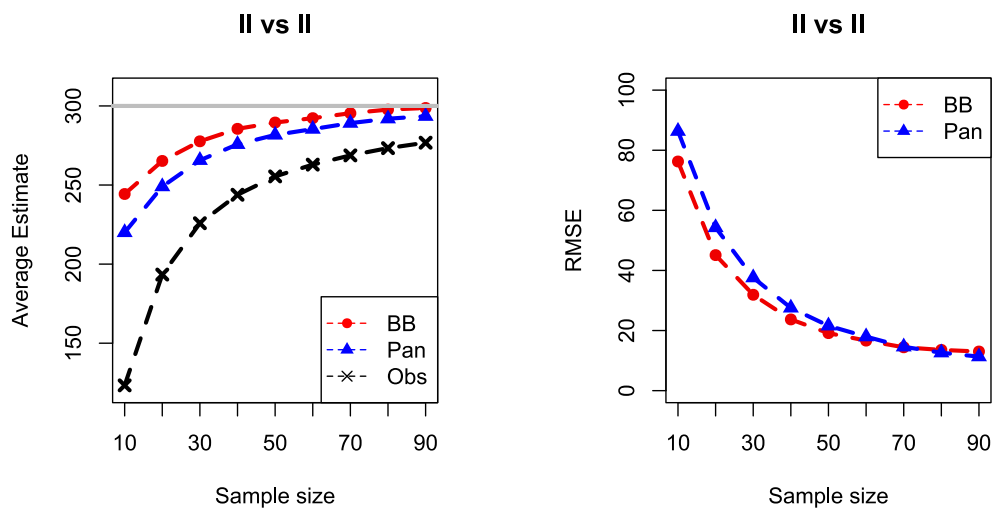 II vs II
Average Estimate
300
250
200
150
BB
Pan
Obs
10 30 50 70 90
Sample size
II vs II
RMSE
100
80
60
40
20
0
BB
Pan
10 30 50 70 90
Sample size